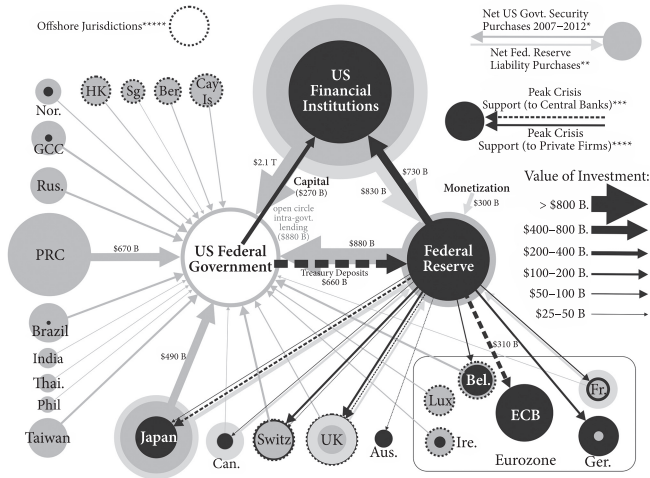 Offshore Jurisdictions*****
Net US Govt. Security
Purchases 2007–2012*
Net Fed. Reserve
Liability Purchases**
US
Financial
Institutions
Nor.
HK
Sg
Ber
Cay
Is
Peak Crisis
Support (to Central Banks)***
Peak Crisis
Support (to Private Firms)****
GCC
Rus.
$2.1 T
Capital
($270 B)
$730 B
$830 B
Monetization
$300 B
open circle
intra-govt.
lending
($880 B)
Value of Investment:
> $800 B.
$400–800 B.
$200–400 B.
$100–200 B.
$50–100 B
$25–50 B
PRC
$670 B
US Federal
Government
$880 B
Treasury Deposits
$660 B
Federal
Reserve
Brazil
India
Thai.
Phil
Taiwan
$490 B
$310 B
Japan
Can.
Switz
UK
Aus.
Lux
Bel.
Ire.
ECB
Fr.
Ger.
Eurozone